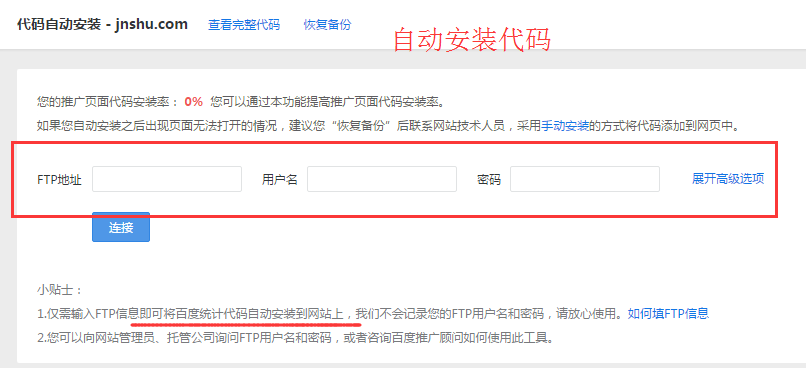 代码自动安装 - jnshu.com 查看完整代码 恢复备份
自动安装代码
您的推广页面代码安装率： 0% 您可以通过本功能提高推广页面代码安装率。
如果您自动安装之后出现页面无法打开的情况，建议您“恢复备份”后联系网站技术人员，采用手动安装的方式将代码添加到网页中。
FTP地址 用户名 密码 展开高级选项
连接
小贴士：
1.仅需输入FTP信息即可将百度统计代码自动安装到网站上，我们不会记录您的FTP用户名和密码，请放心使用。如何填FTP信息
2.您可以向网站管理员、托管公司询问FTP用户名和密码，或者咨询百度推广顾问如何使用此工具。